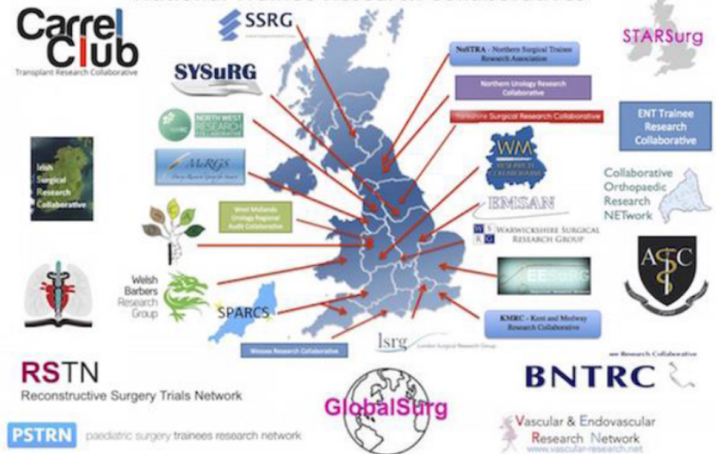 Carrel
Club
Transplant Research Collaborative
SSRG
STARSurg
NoSTRA - Northern Surgical Trainee
Research Association
SYSuRG
Northern Urology Research
Collaborative
Yorkshire Surgical Research Collaborative
NORTH WEST
RESEARCH
COLLABORATIVE
ENT Trainee
Research
Collaborative
WM
RESEARCH
COLLABORATIVE
MeRGS
Irish
Surgical
Research
Collaborative
Collaborative
Orthopaedic
Research
NETWork
EMSAN
West Midlands
Urology Regional
Audit Collaborative
WSRG
WARWICKSHIRE SURGICAL
RESEARCH GROUP
ASC
Welsh
Barbers
Research
Group
EESURG
SPARCS
KMRC - Kent and Medway
Research Collaborative
Wessex Research Collaborative
lsrg
London Surgical Research Group
Research Collaborative
RSTN
Reconstructive Surgery Trials Network
BNTRC
GlobalSurg
PSTRN
paediatric surgery trainees research network
Vascular & Endovascular
Research Network
www.vascular-research.net